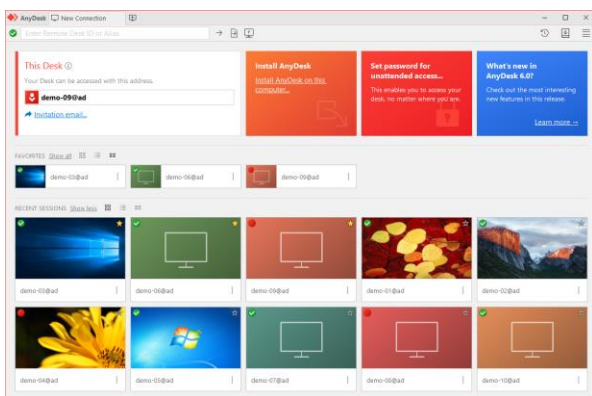 AnyDesk New Connection
Enter Remote Desk ID or Alias
This Desk
Your Desk can be accessed with this address.
demo-09@ad
Invitation email...
Install AnyDesk
Install AnyDesk on this
computer...
Set password for
unattended access...
This enables you to access your
desk, no matter where you are.
What's new in
AnyDesk 6.0?
Check out the most interesting
new features in this release.
Learn more →
FAVORITES Show all
demo-03@ad
demo-06@ad
demo-09@ad
RECENT SESSIONS Show less
demo-03@ad
demo-06@ad
demo-09@ad
demo-01@ad
demo-02@ad
demo-04@ad
demo-05@ad
demo-07@ad
demo-08@ad
demo-10@ad